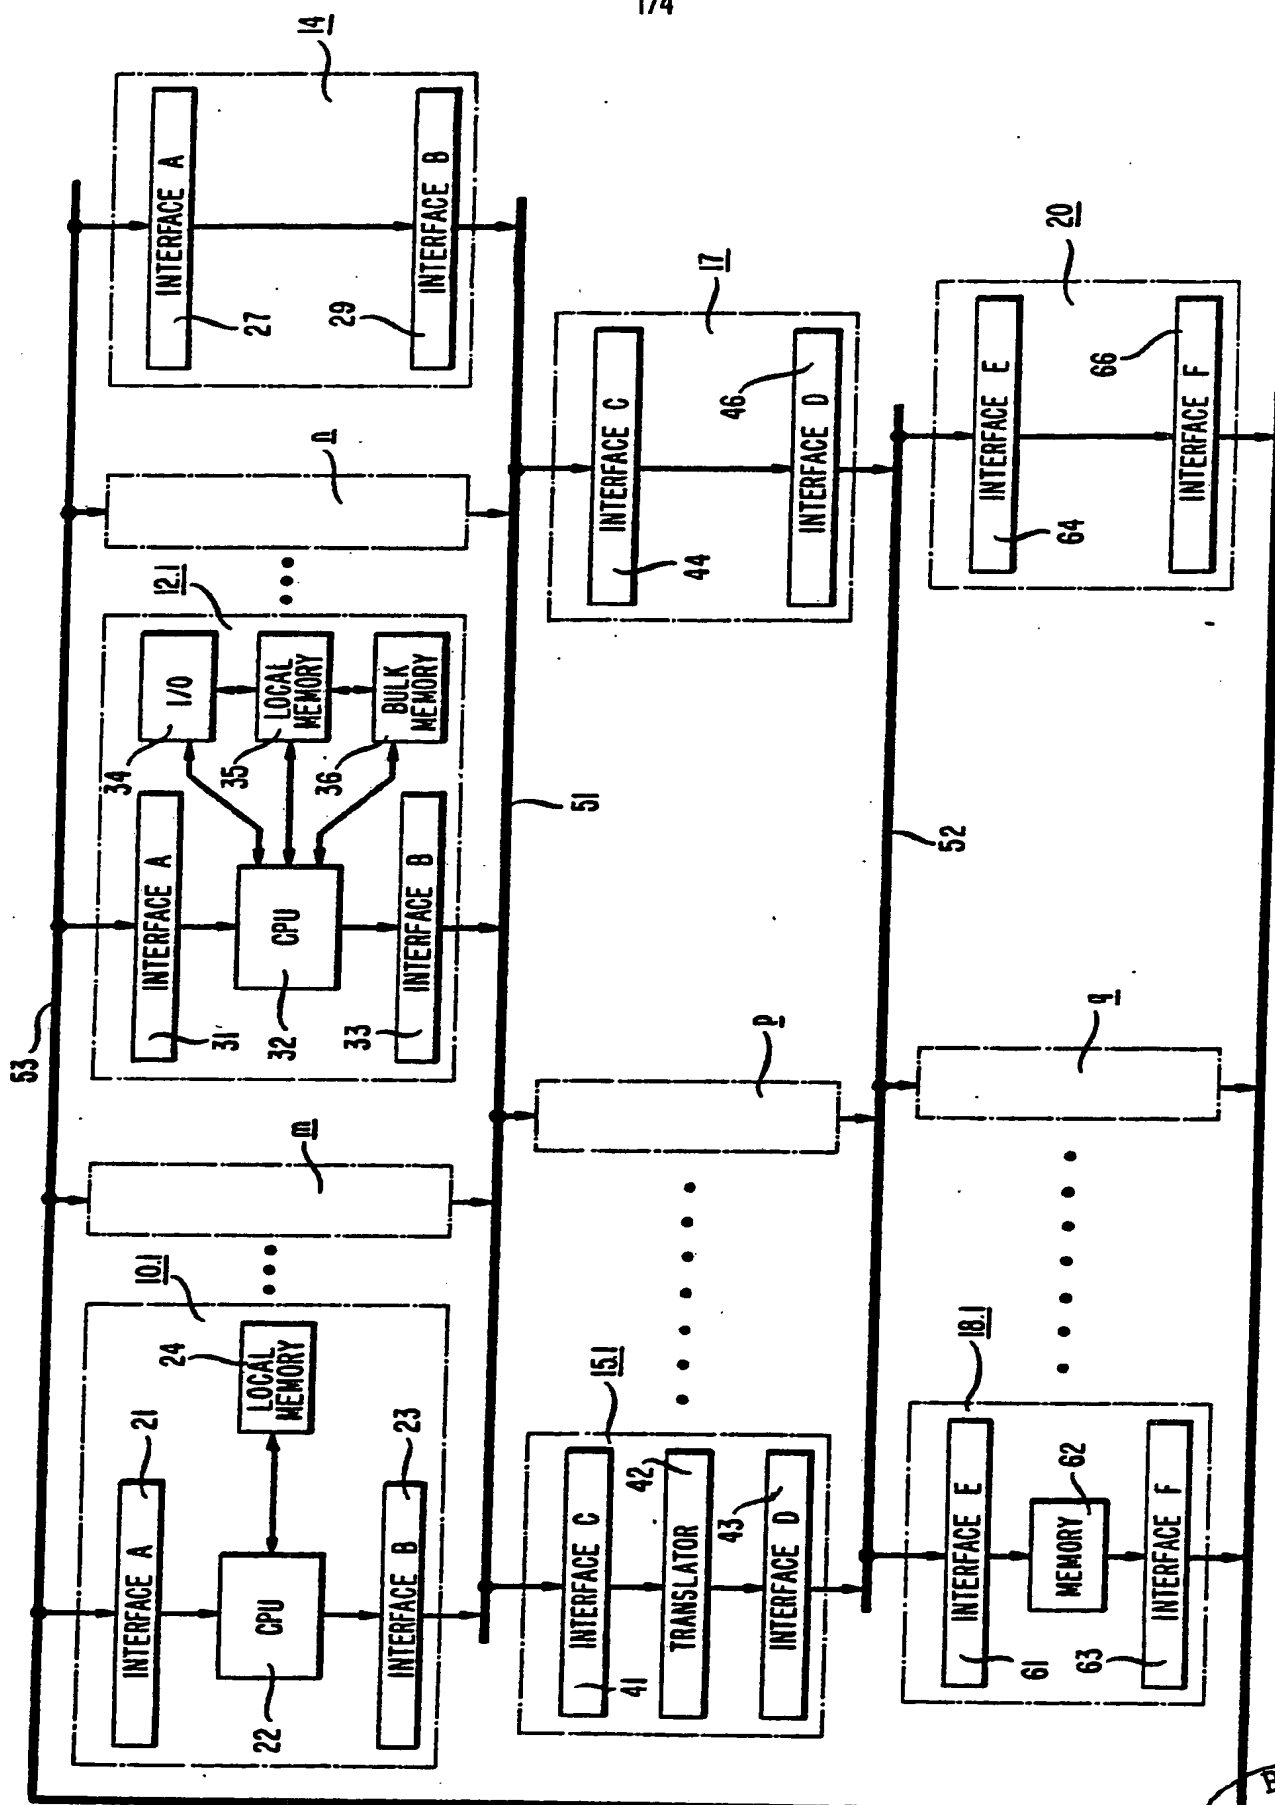 1/4
14
INTERFACE A
27
29
INTERFACE B
n
12.1
I/O
34
LOCAL MEMORY
35
BULK MEMORY
36
INTERFACE A
31
CPU
32
INTERFACE B
33
53
m
10.1
LOCAL MEMORY
24
INTERFACE A
21
CPU
22
INTERFACE B
23
51
17
INTERFACE C
44
INTERFACE D
46
p
15.1
INTERFACE C
41
TRANSLATOR
42
INTERFACE D
43
52
20
INTERFACE E
64
INTERFACE F
66
q
18.1
INTERFACE E
61
MEMORY
62
INTERFACE F
63